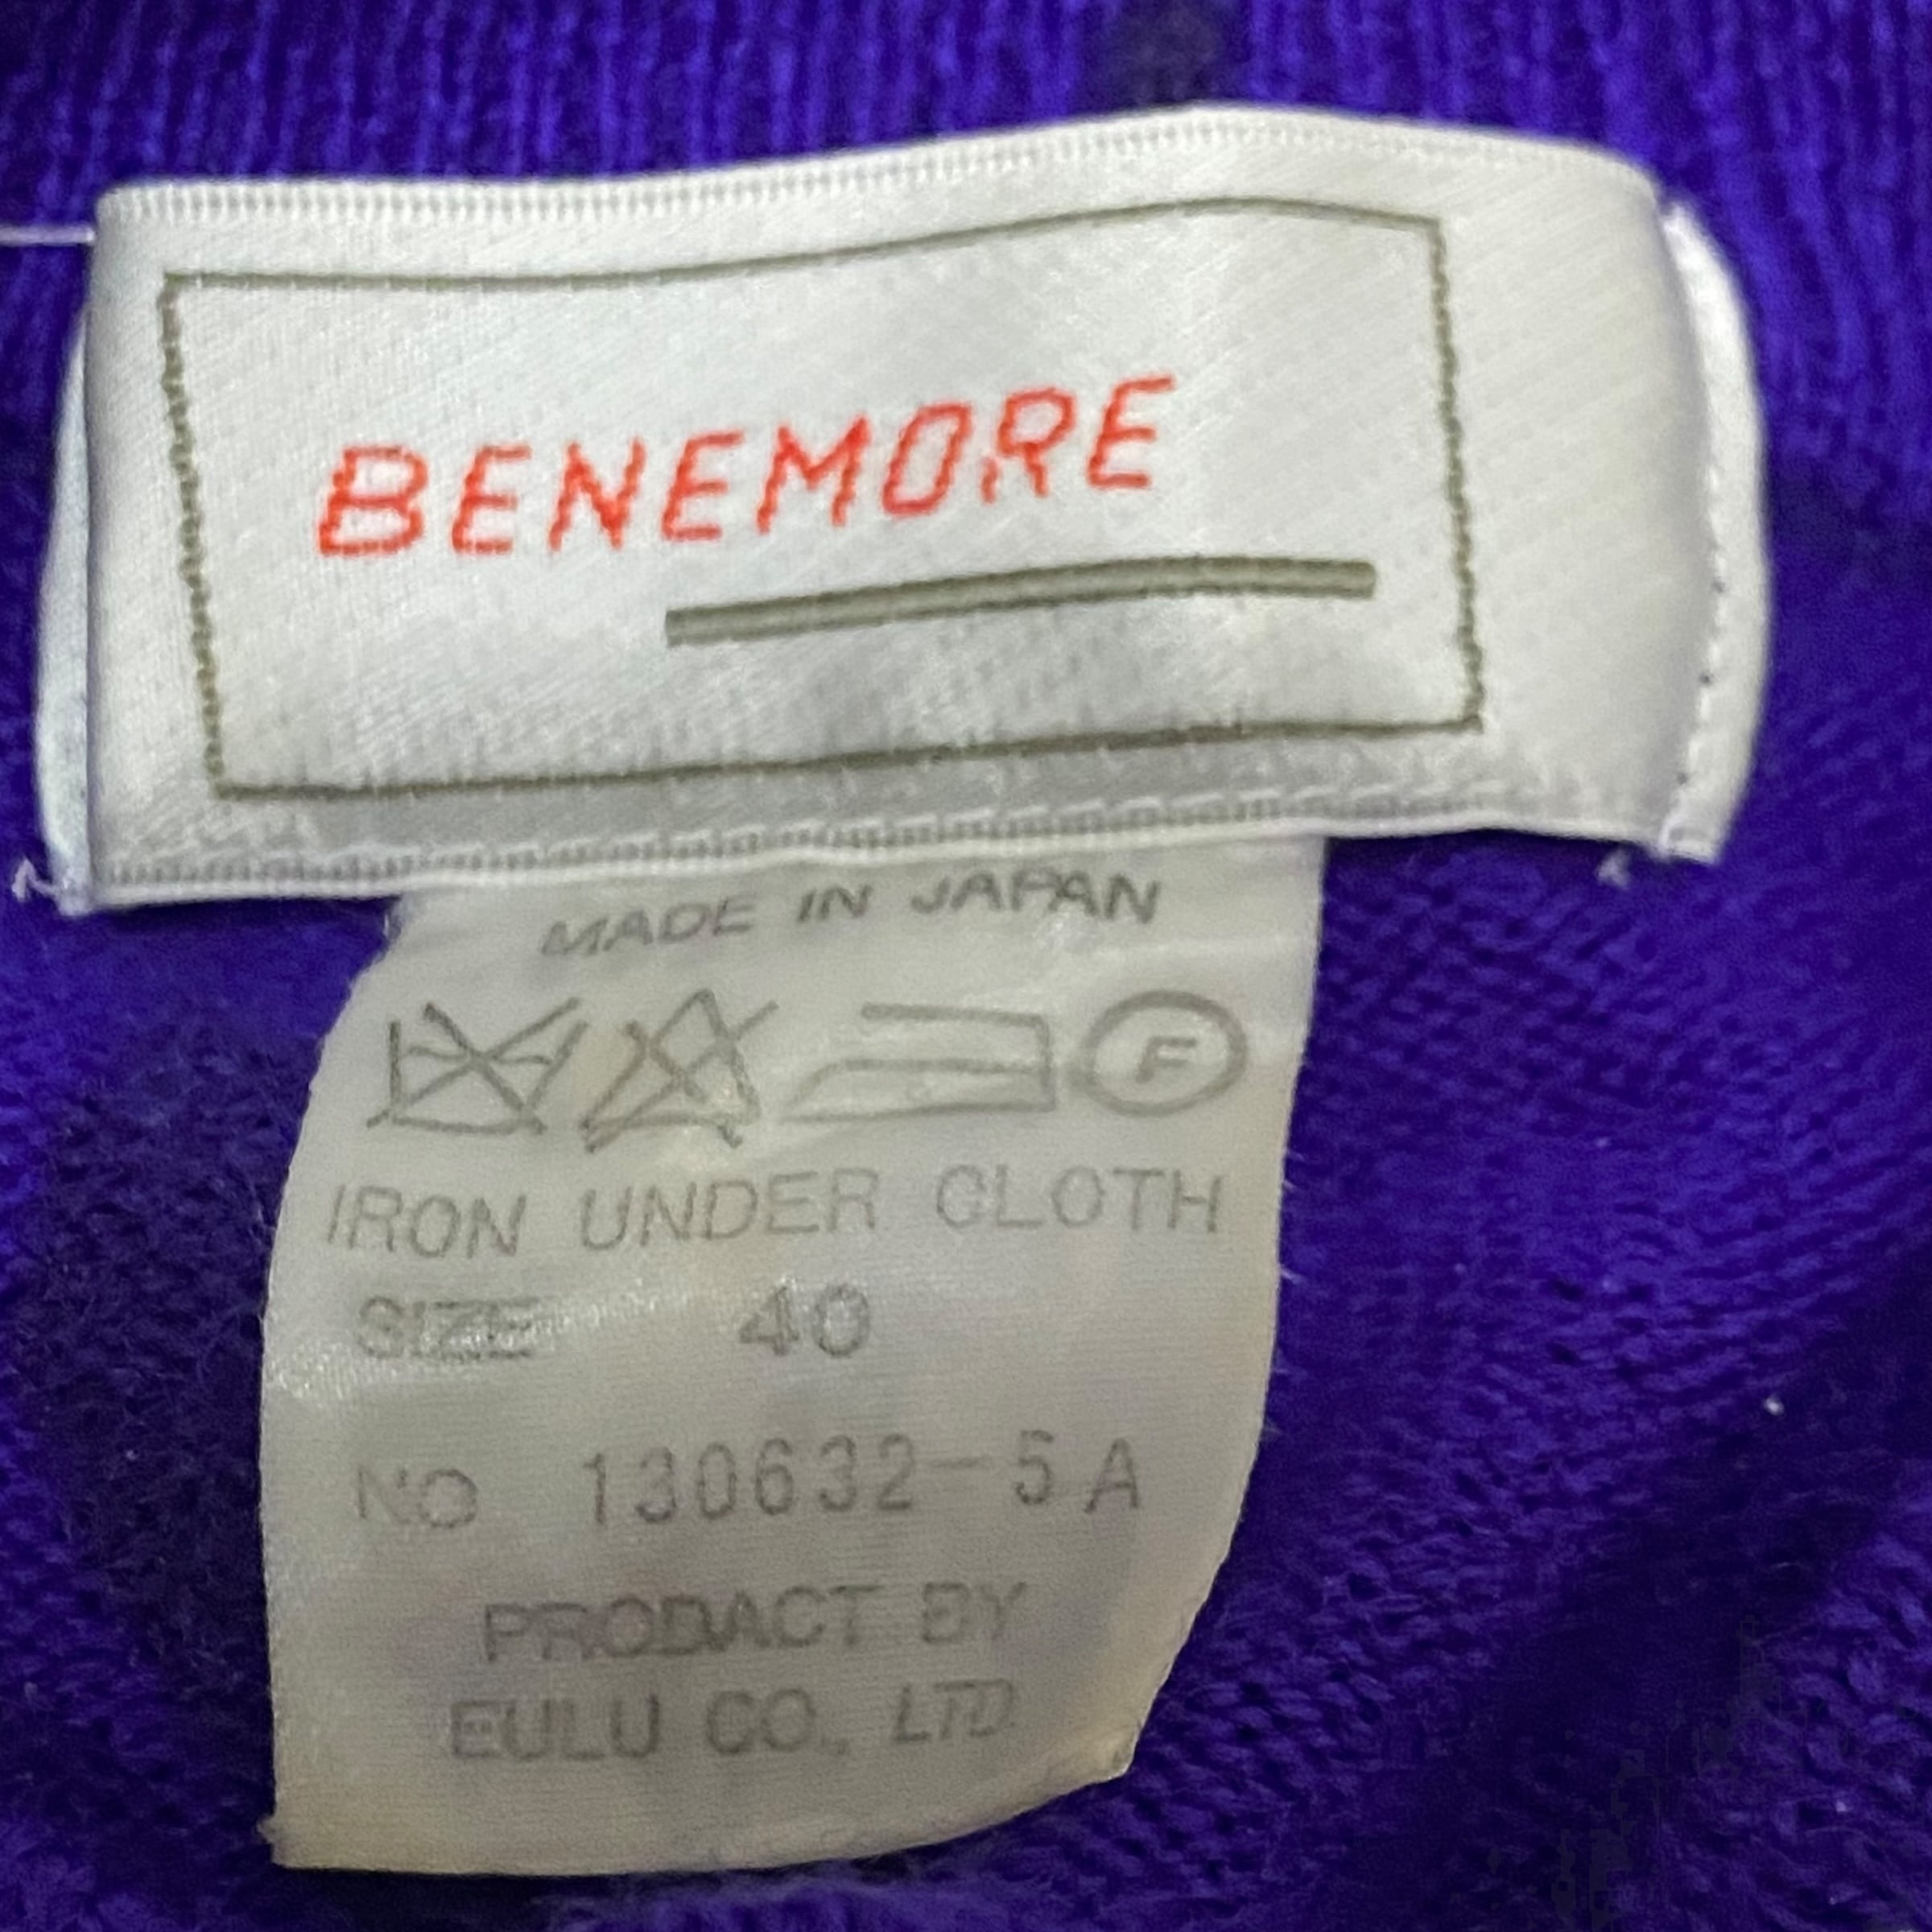 BENEMORE
MADE IN JAPAN
F
IRON UNDER CLOTH
SIZE 40
NO 130632-5A
PRODACT BY
EULU CO., LTD